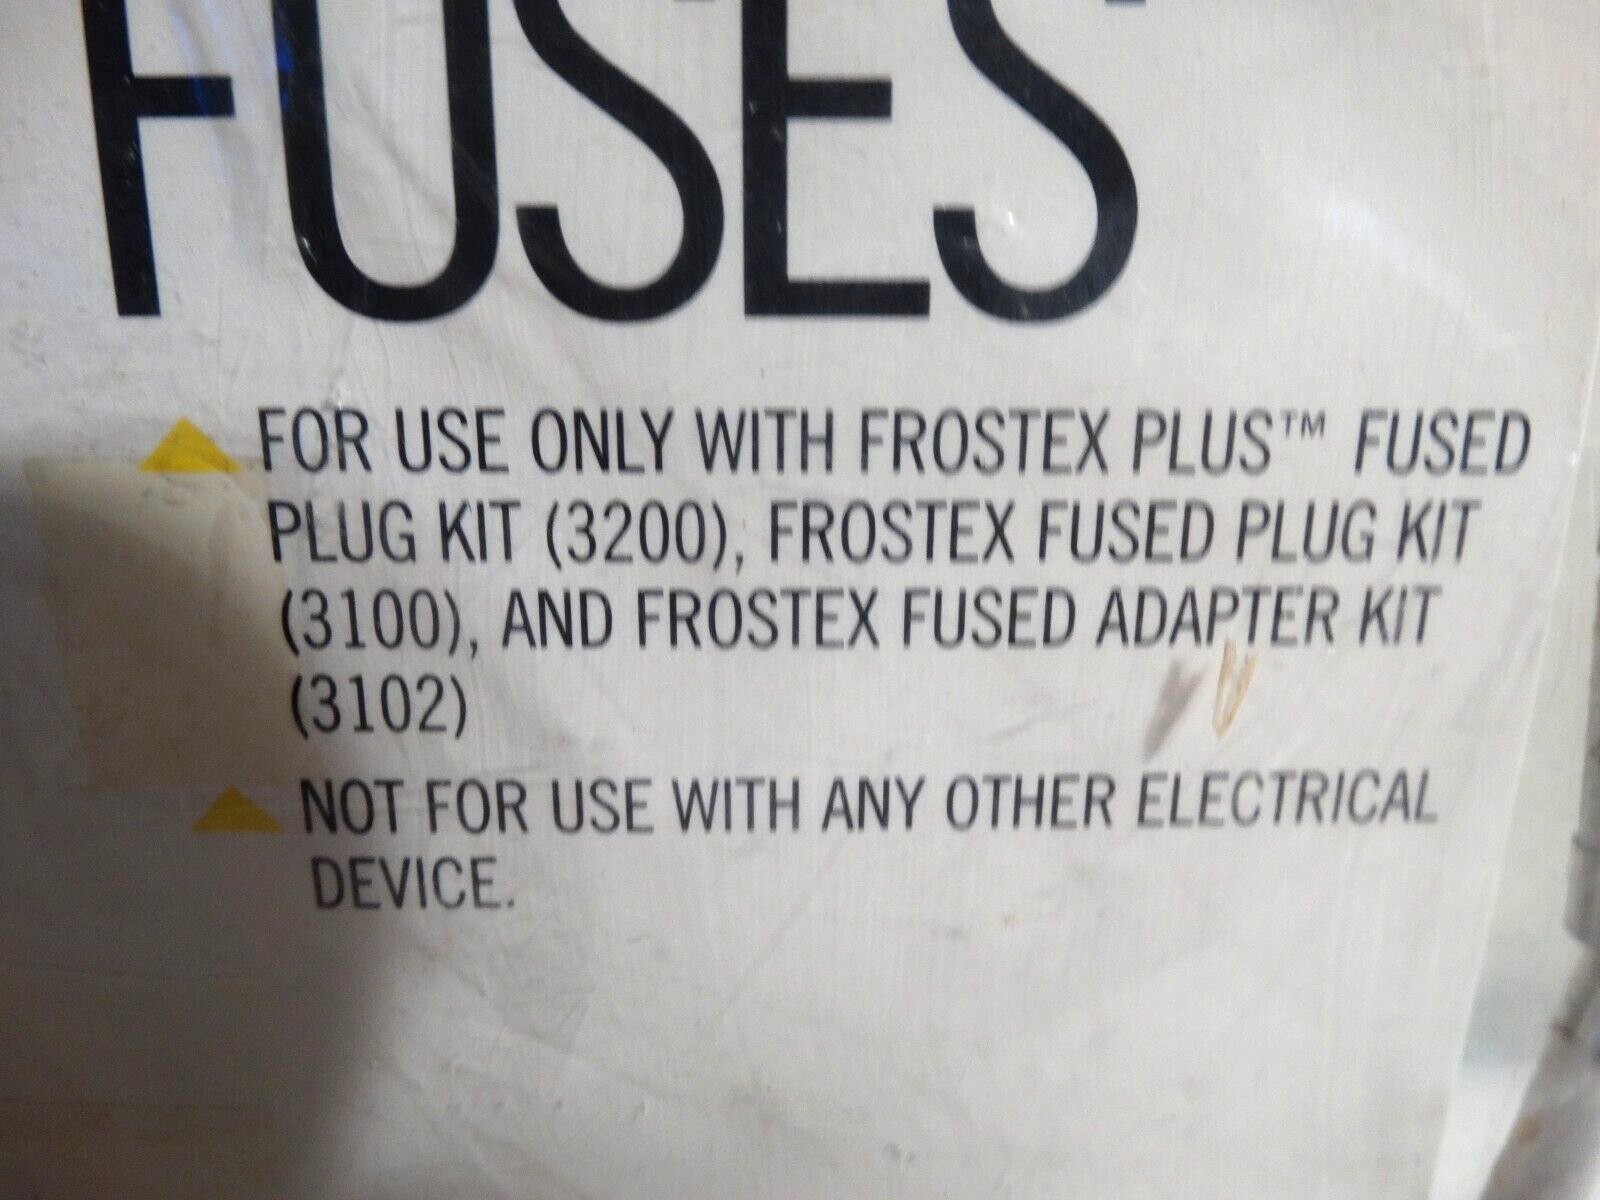 FUSES
FOR USE ONLY WITH FROSTEX PLUS™ FUSED
PLUG KIT (3200), FROSTEX FUSED PLUG KIT
(3100), AND FROSTEX FUSED ADAPTER KIT
(3102)
NOT FOR USE WITH ANY OTHER ELECTRICAL
DEVICE.